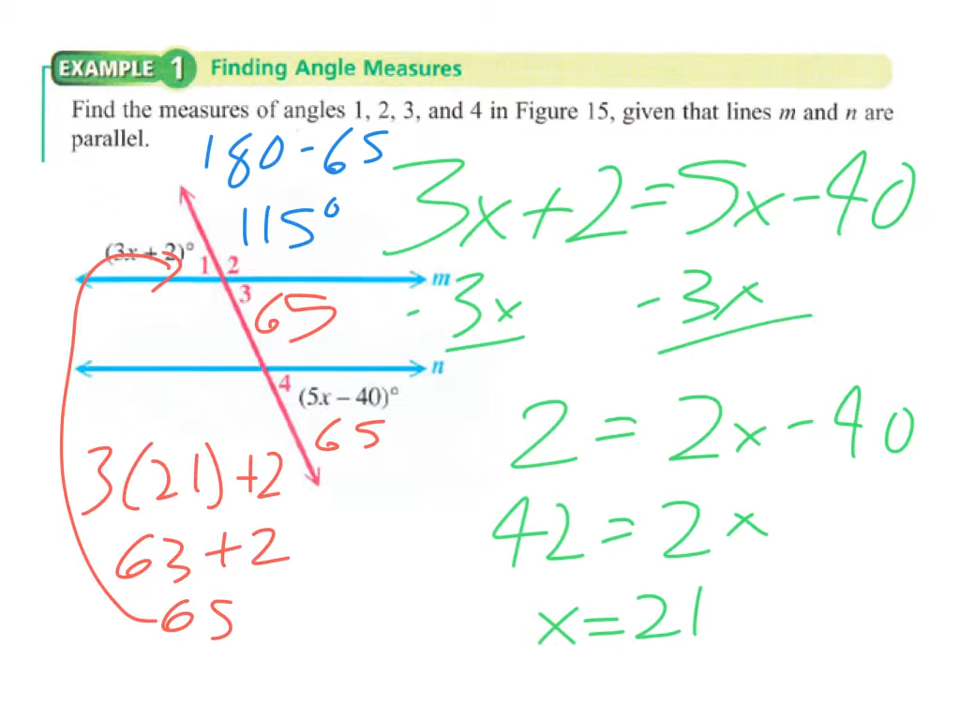 EXAMPLE 1 Finding Angle Measures
Find the measures of angles 1, 2, 3, and 4 in Figure 15, given that lines m and n are
parallel.
180-65
115°
3x+2=5x-40
-3x -3x
2=2x-40
42=2x
x=21
(3x + 2)°
1 2
m
3
65
n
4
(5x – 40)°
65
3(21)+2
63+2
65